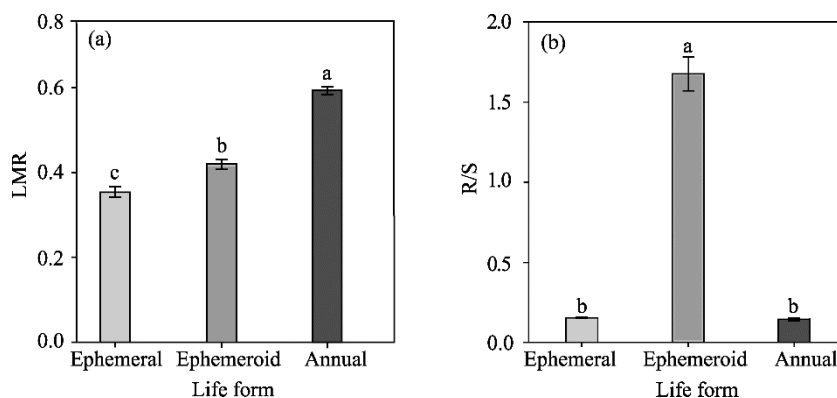 (a)
LMR
0.8
0.6
0.4
0.2
0.0
c
b
a
Ephemeral Ephemeroid Annual
Life form
(b)
R/S
2.0
1.5
1.0
0.5
0.0
b
a
b
Ephemeral Ephemeroid Annual
Life form